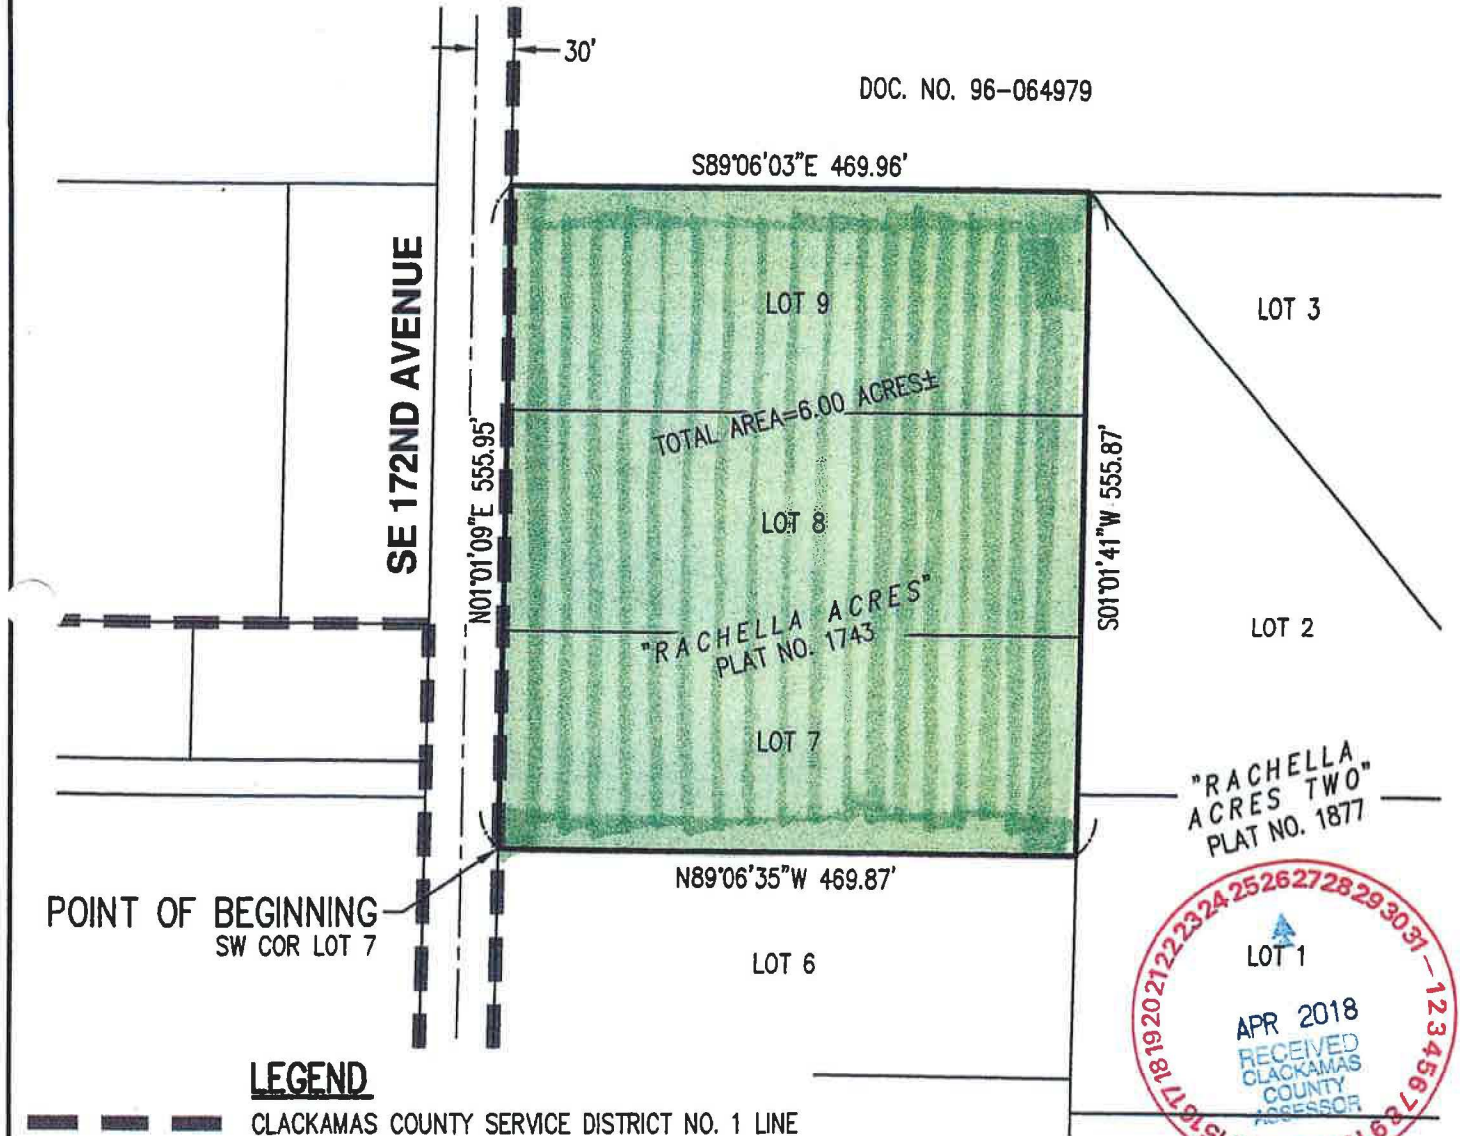 30'
DOC. NO. 96-064979
S89°06'03"E 469.96'
SE 172ND AVENUE
LOT 9
LOT 3
TOTAL AREA=6.00 ACRES±
N01°01'09"E 555.95'
S01°01'41"W 555.87'
LOT 8
"RACHELLA ACRES"
PLAT NO. 1743
LOT 2
LOT 7
"RACHELLA
ACRES TWO"
PLAT NO. 1877
N89°06'35"W 469.87'
POINT OF BEGINNING
SW COR LOT 7
LOT 6
LOT 1
16171819202122232425262728293031-123456789
APR 2018
RECEIVED
CLACKAMAS
COUNTY
ASSESSOR
LEGEND
CLACKAMAS COUNTY SERVICE DISTRICT NO. 1 LINE